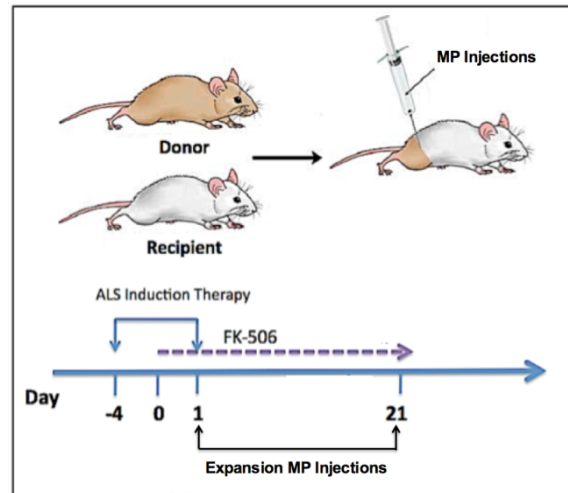 MP Injections
Donor
Recipient
ALS Induction Therapy
FK-506
Day
-4 0 1 21
Expansion MP Injections